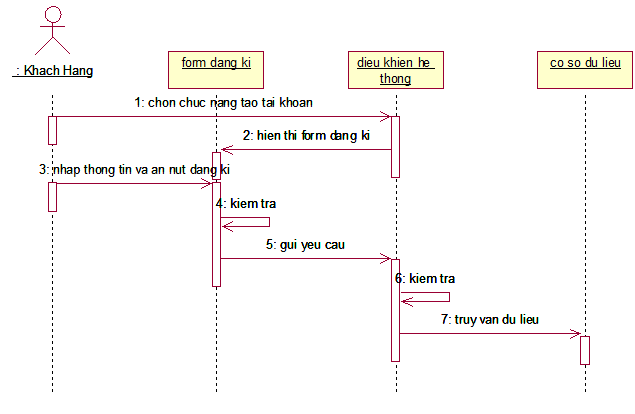 : Khach Hang
form dang ki
dieu khien he
thong
co so du lieu
1: chon chuc nang tao tai khoan
2: hien thi form dang ki
3: nhap thong tin va an nut dang ki
4: kiem tra
5: gui yeu cau
6: kiem tra
7: truy van du lieu